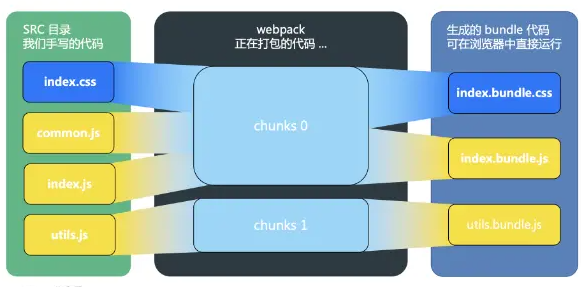 SRC 目录
我们手写的代码
index.css
common.js
index.js
utils.js
webpack
正在打包的代码 ...
chunks 0
chunks 1
生成的 bundle 代码
可在浏览器中直接运行
index.bundle.css
index.bundle.js
utils.bundle.js